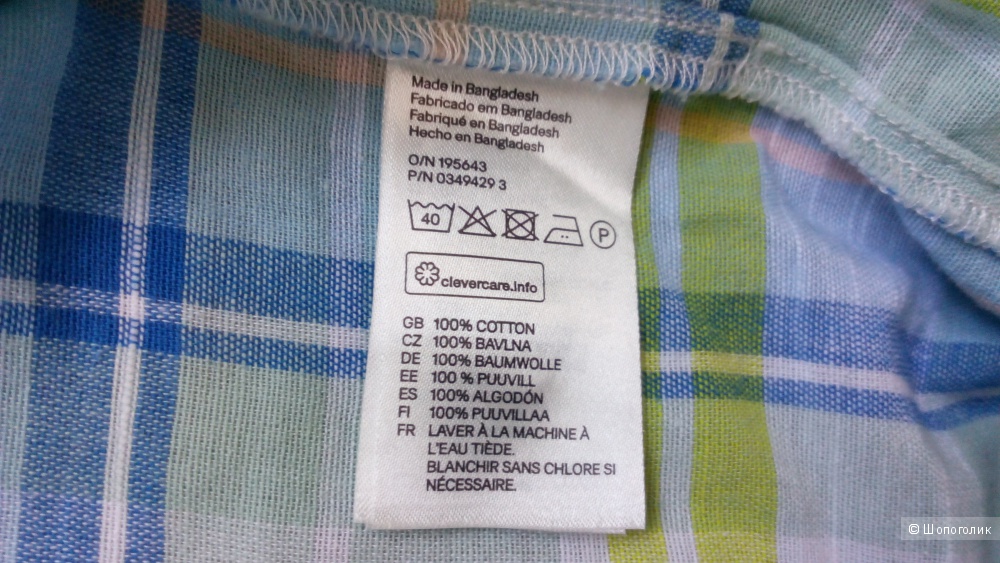 Made in Bangladesh
Fabricado em Bangladesh
Fabriqué en Bangladesh
Hecho en Bangladesh
O/N 195643
P/N 0349429 3
40
P
clevercare.info
GB 100% COTTON
CZ 100% BAVLNA
DE 100% BAUMWOLLE
EE 100 % PUUVILL
ES 100% ALGODÓN
FI 100% PUUVILLAA
FR LAVER À LA MACHINE À
L'EAU TIÈDE.
BLANCHIR SANS CHLORE SI
NÉCESSAIRE.
© Шопоголик